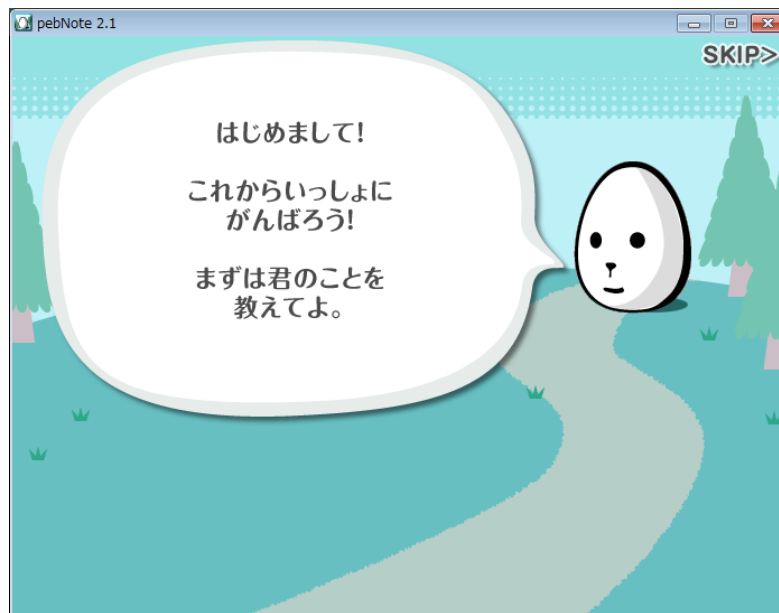 pebNote 2.1
SKIP>
はじめまして!
これからいっしょに
がんばろう!
まずは君のことを
教えてよ。